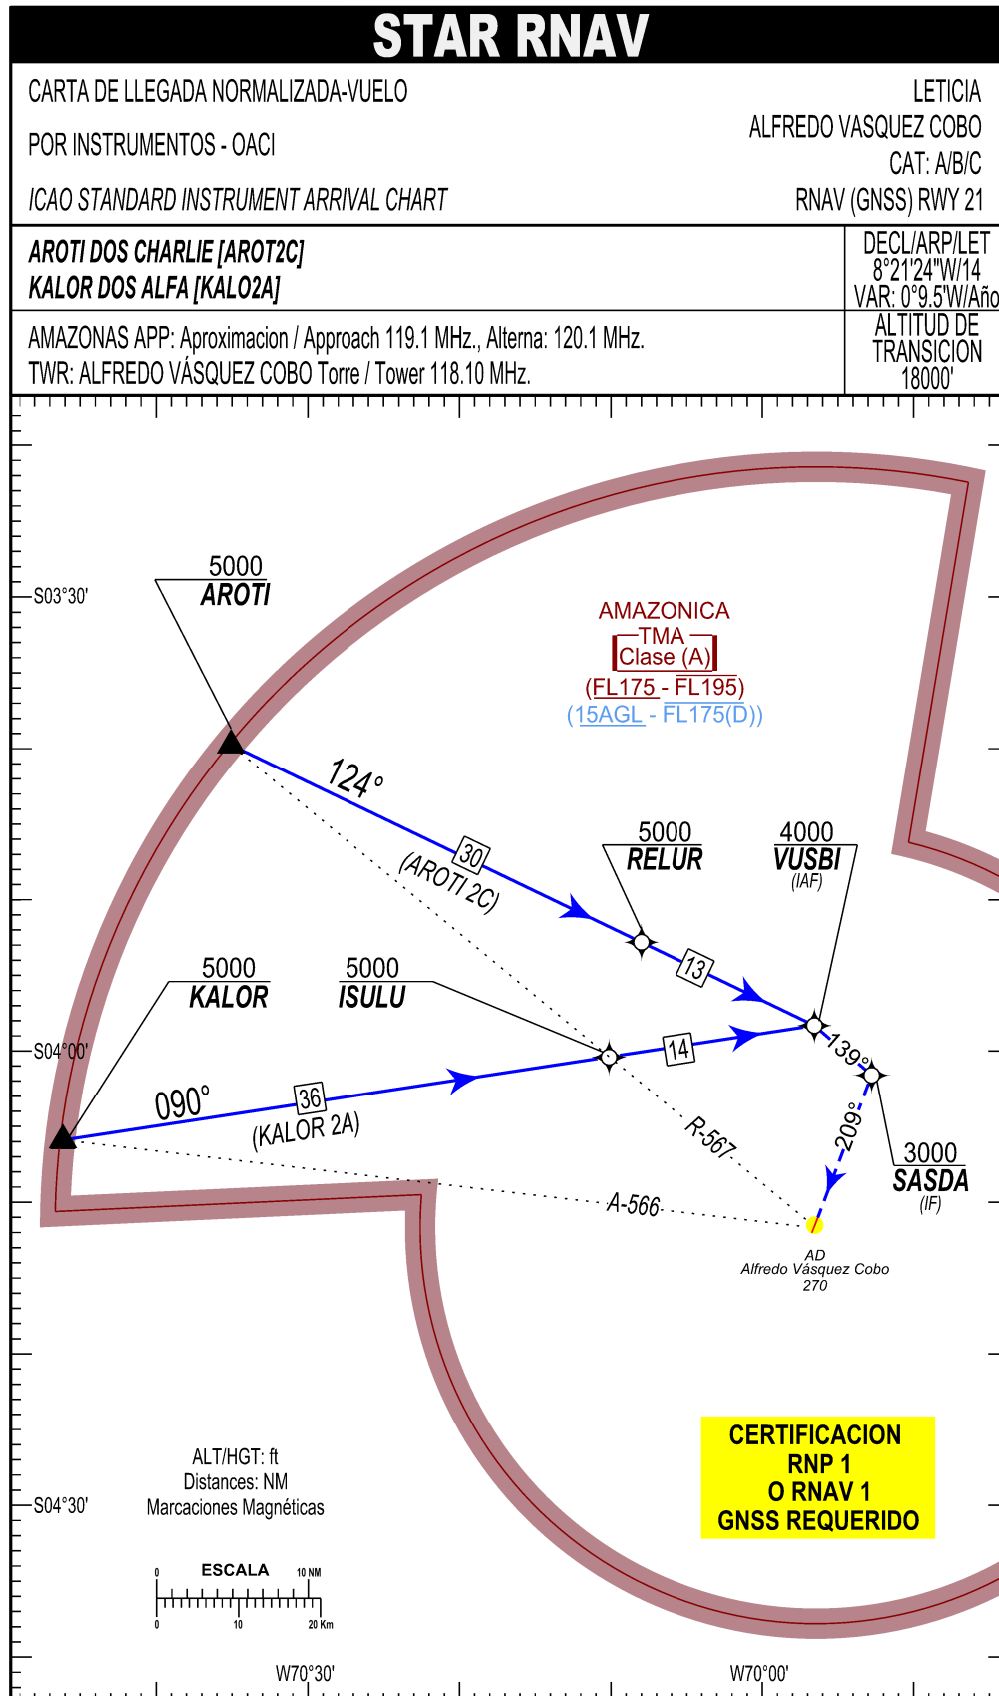 STAR RNAV
CARTA DE LLEGADA NORMALIZADA-VUELO
POR INSTRUMENTOS - OACI
ICAO STANDARD INSTRUMENT ARRIVAL CHART
LETICIA
ALFREDO VASQUEZ COBO
CAT: A/B/C
RNAV (GNSS) RWY 21
AROTI DOS CHARLIE [AROT2C]
KALOR DOS ALFA [KALO2A]
DECL/ARP/LET
8°21'24"W/14
VAR: 0°9.5'W/Año
AMAZONAS APP: Aproximacion / Approach 119.1 MHz., Alterna: 120.1 MHz.
TWR: ALFREDO VÁSQUEZ COBO Torre / Tower 118.10 MHz.
ALTITUD DE
TRANSICION
18000'
5000
AROTI
S03°30'
AMAZONICA
TMA
Clase (A)
(FL175 - FL195)
(15AGL - FL175(D))
124°
30
(AROTI 2C)
5000
RELUR
4000
VUSBI
(IAF)
13
5000
KALOR
5000
ISULU
S04°00'
14
139°
090°
36
(KALOR 2A)
R-567
209°
3000
SASDA
(IF)
A-566
AD
Alfredo Vásquez Cobo
270
CERTIFICACION
RNP 1
O RNAV 1
GNSS REQUERIDO
ALT/HGT: ft
Distances: NM
Marcaciones Magnéticas
S04°30'
0 ESCALA 10 NM
0 10 20 Km
W70°30'
W70°00'